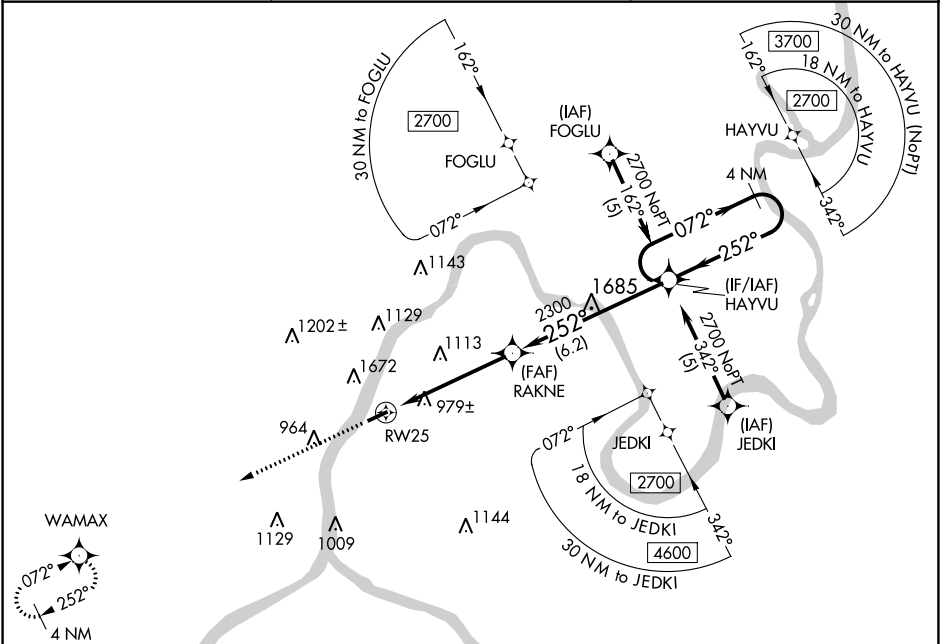 30 NM to FOGLU
162°
2700
FOGLU
072°
(IAF)
FOGLU
2700 NoPT
162°
(5)
30 NM to HAYVU (NoPT)
3700
18 NM to HAYVU
2700
162°
HAYVU
342°
4 NM
072°
252°
(IF/IAF)
HAYVU
1685
2300
252°
(6.2)
(FAF)
RAKNE
2700 NoPT
342°
(5)
(IAF)
JEDKI
1143
1202±
1129
1113
1672
979±
RW25
964
072°
JEDKI
2700
18 NM to JEDKI
342°
4600
30 NM to JEDKI
1129
1009
1144
WAMAX
072°
252°
4 NM